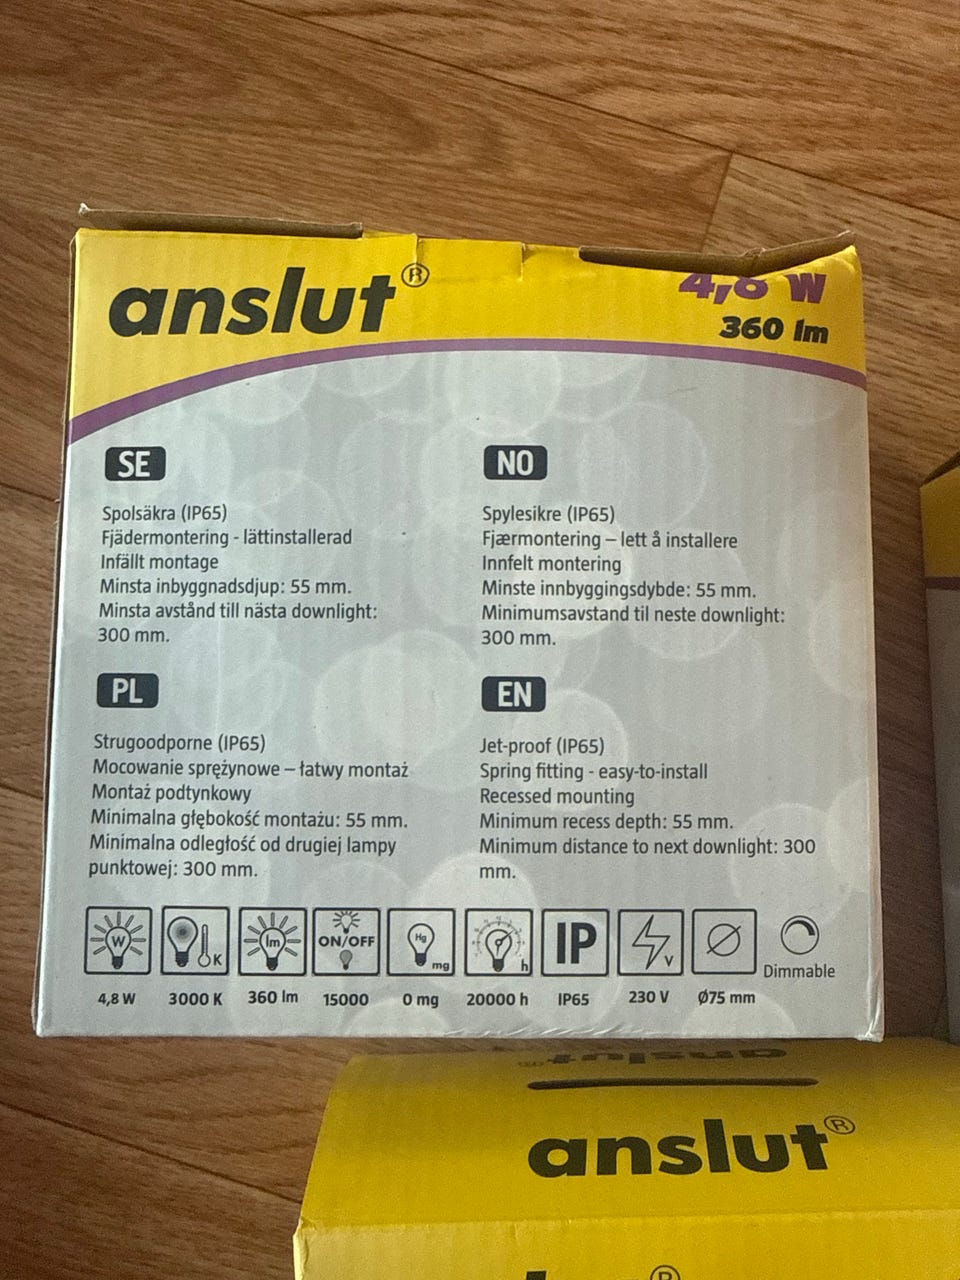 anslut®
4,8 W
360 lm
SE
Spolsäkra (IP65)
Fjädermontering - lättinstallerad
Infällt montage
Minsta inbyggnadsdjup: 55 mm.
Minsta avstånd till nästa downlight:
300 mm.
NO
Spylesikre (IP65)
Fjærmontering – lett å installere
Innfelt montering
Minste innbyggingsdybde: 55 mm.
Minimumsavstand til neste downlight:
300 mm.
PL
Strugoodporne (IP65)
Mocowanie sprężynowe – łatwy montaż
Montaż podtynkowy
Minimalna głębokość montażu: 55 mm.
Minimalna odległość od drugiej lampy
punktowej: 300 mm.
EN
Jet-proof (IP65)
Spring fitting - easy-to-install
Recessed mounting
Minimum recess depth: 55 mm.
Minimum distance to next downlight: 300
mm.
W K lm ON/OFF Hg mg h IP V
Dimmable
4,8 W 3000 K 360 lm 15000 0 mg 20000 h IP65 230 V Ø75 mm
anslut®
anslut®